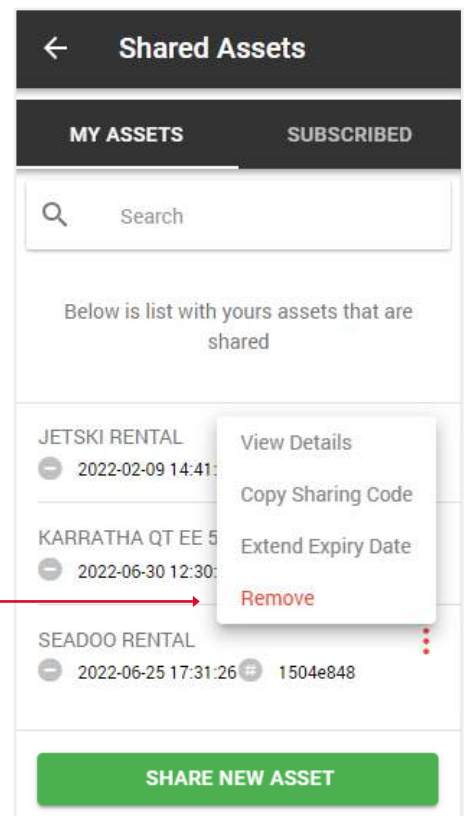 Shared Assets
MY ASSETS SUBSCRIBED
Search
Below is list with yours assets that are
shared
JETSKI RENTAL
2022-02-09 14:41:
View Details
Copy Sharing Code
KARRATHA QT EE 5
2022-06-30 12:30:
Extend Expiry Date
Remove
SEADOO RENTAL
2022-06-25 17:31:26 # 1504e848
SHARE NEW ASSET